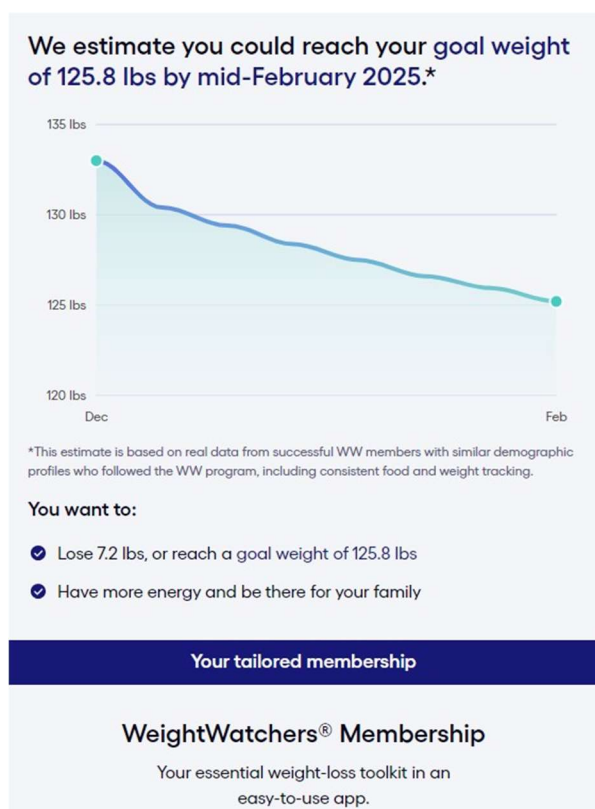 We estimate you could reach your goal weight
of 125.8 lbs by mid-February 2025.*
135 lbs
130 lbs
125 lbs
120 lbs
Dec
Feb
*This estimate is based on real data from successful WW members with similar demographic
profiles who followed the WW program, including consistent food and weight tracking.
You want to:
Lose 7.2 lbs, or reach a goal weight of 125.8 lbs
Have more energy and be there for your family
Your tailored membership
WeightWatchers® Membership
Your essential weight-loss toolkit in an
easy-to-use app.